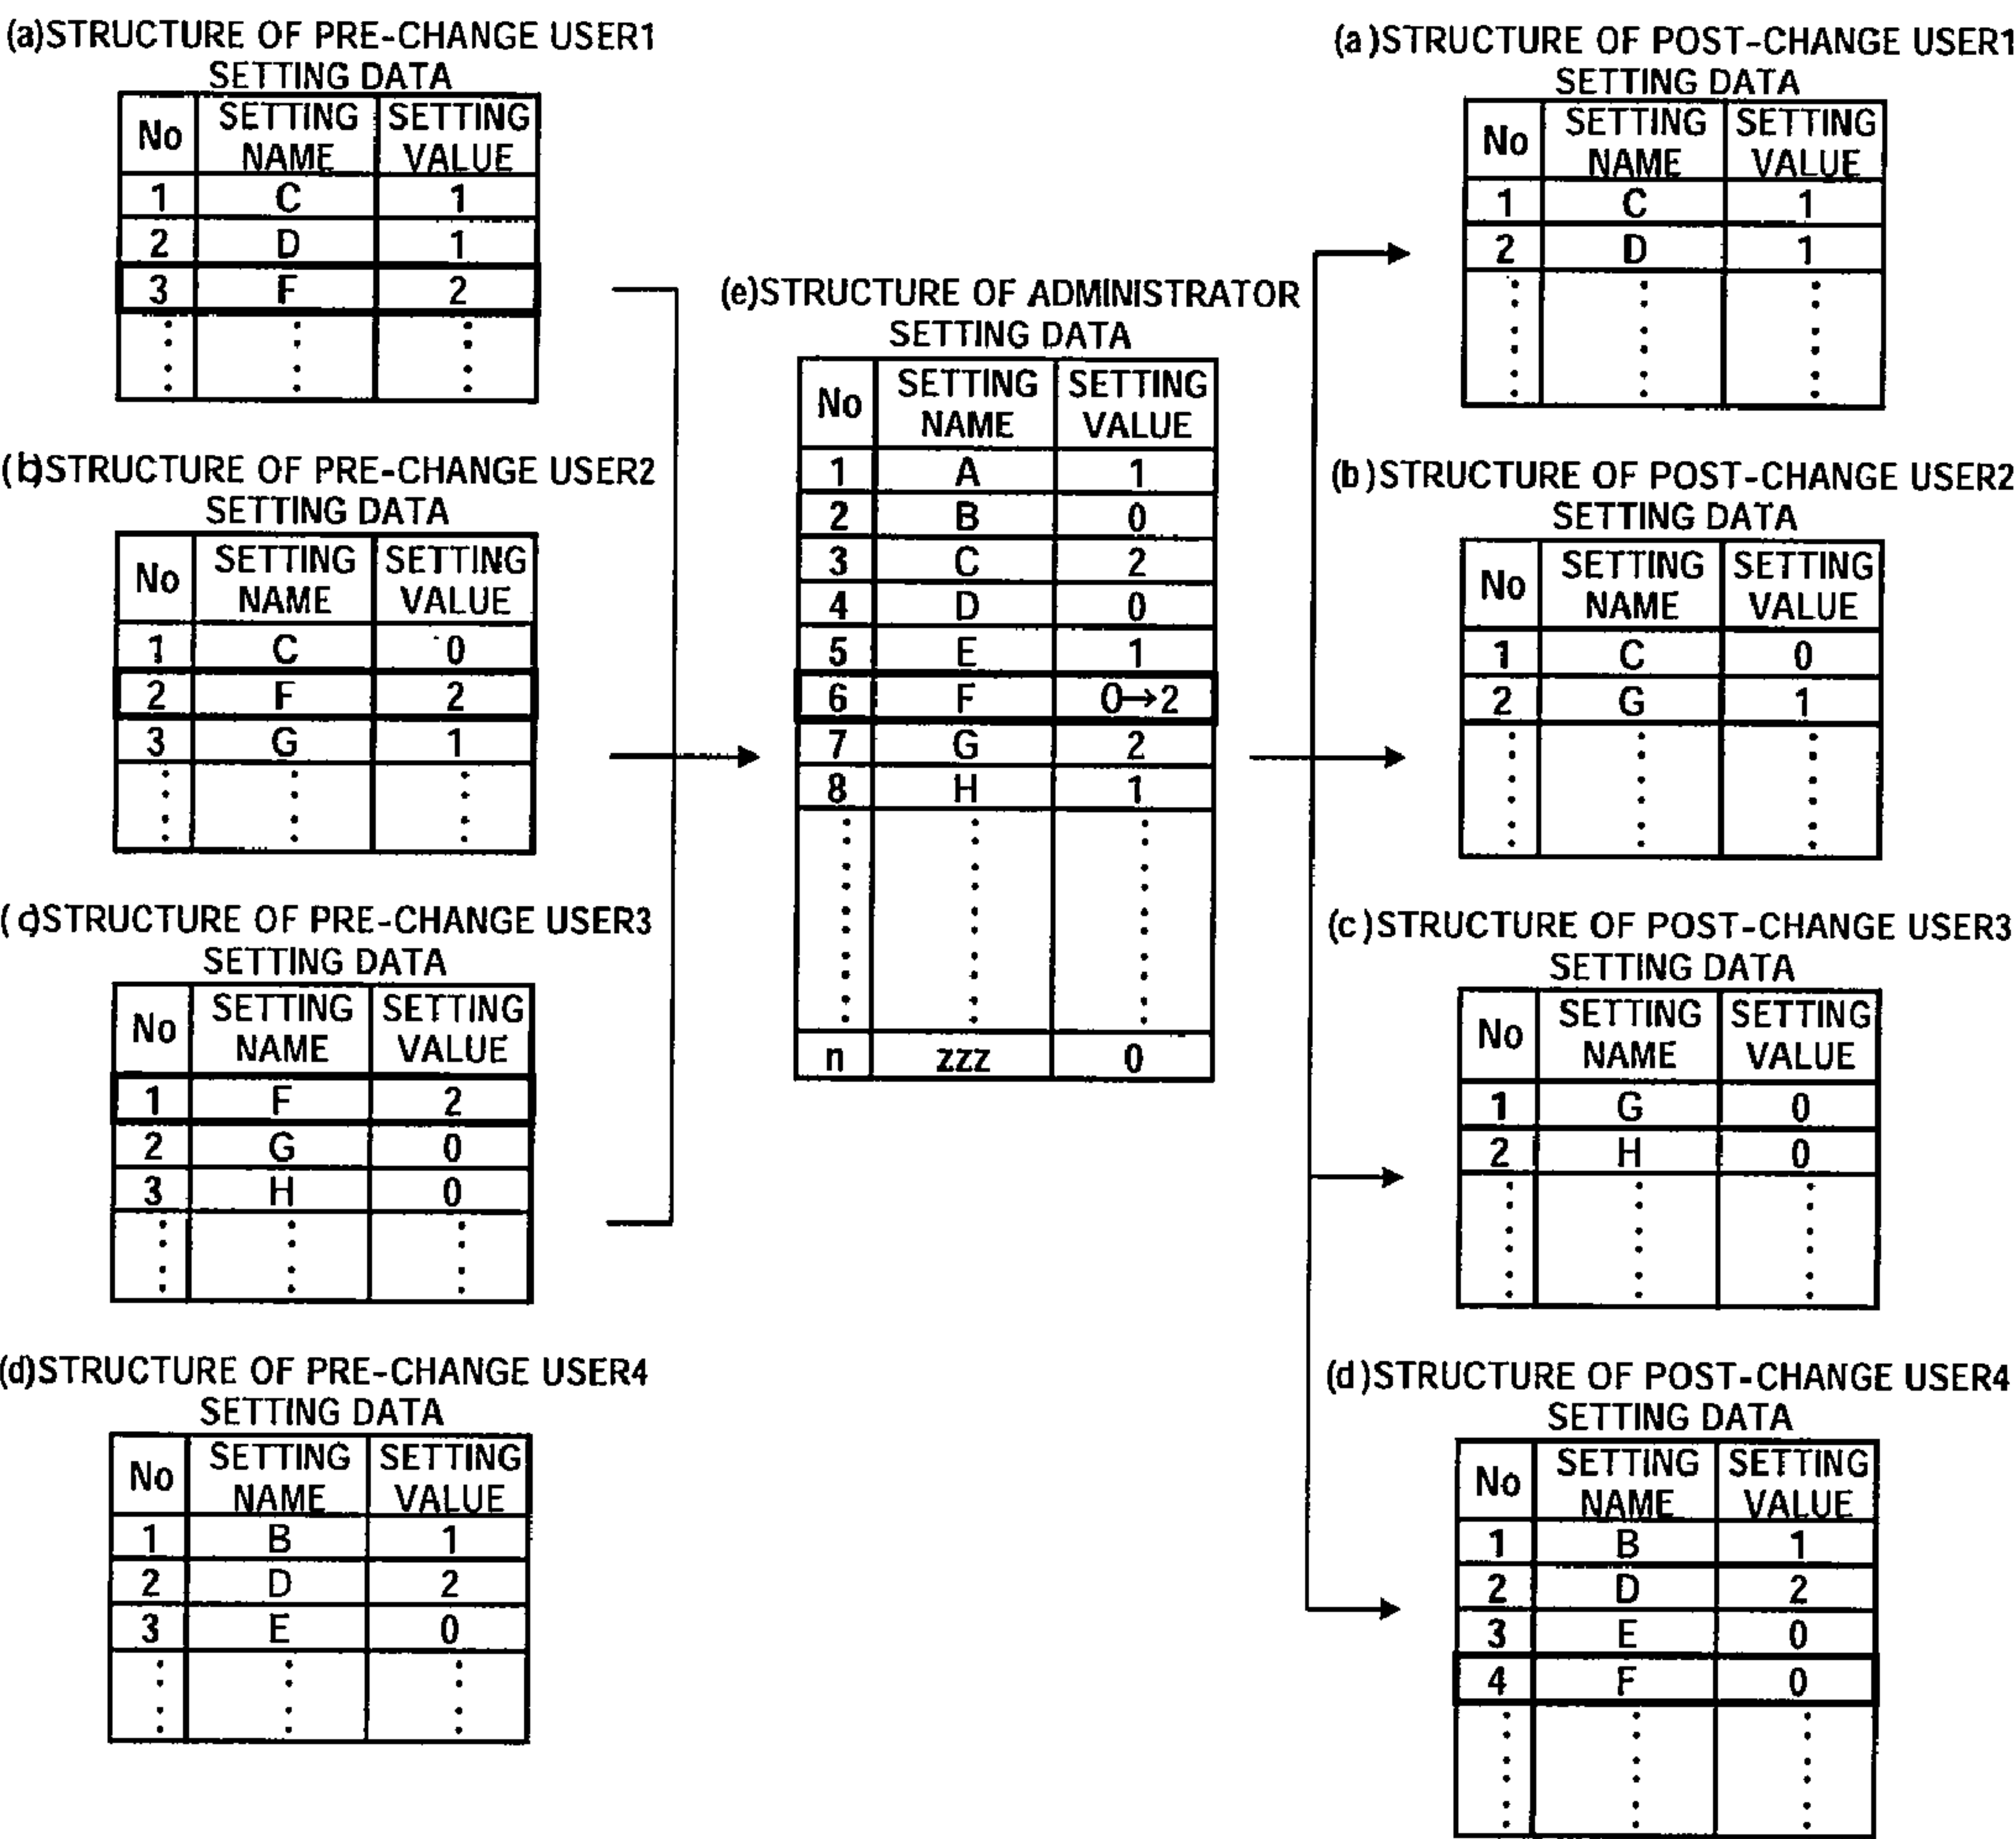 (a)STRUCTURE OF PRE-CHANGE USER1
SETTING DATA
No SETTING NAME SETTING VALUE
1 C 1
2 D 1
3 F 2
(b)STRUCTURE OF PRE-CHANGE USER2
SETTING DATA
No SETTING NAME SETTING VALUE
1 C 0
2 F 2
3 G 1
(c)STRUCTURE OF PRE-CHANGE USER3
SETTING DATA
No SETTING NAME SETTING VALUE
1 F 2
2 G 0
3 H 0
(d)STRUCTURE OF PRE-CHANGE USER4
SETTING DATA
No SETTING NAME SETTING VALUE
1 B 1
2 D 2
3 E 0
(e)STRUCTURE OF ADMINISTRATOR
SETTING DATA
No SETTING NAME SETTING VALUE
1 A 1
2 B 0
3 C 2
4 D 0
5 E 1
6 F 0→2
7 G 2
8 H 1
n zzz 0
(a)STRUCTURE OF POST-CHANGE USER1
SETTING DATA
No SETTING NAME SETTING VALUE
1 C 1
2 D 1
(b)STRUCTURE OF POST-CHANGE USER2
SETTING DATA
No SETTING NAME SETTING VALUE
1 C 0
2 G 1
(c)STRUCTURE OF POST-CHANGE USER3
SETTING DATA
No SETTING NAME SETTING VALUE
1 G 0
2 H 0
(d)STRUCTURE OF POST-CHANGE USER4
SETTING DATA
No SETTING NAME SETTING VALUE
1 B 1
2 D 2
3 E 0
4 F 0